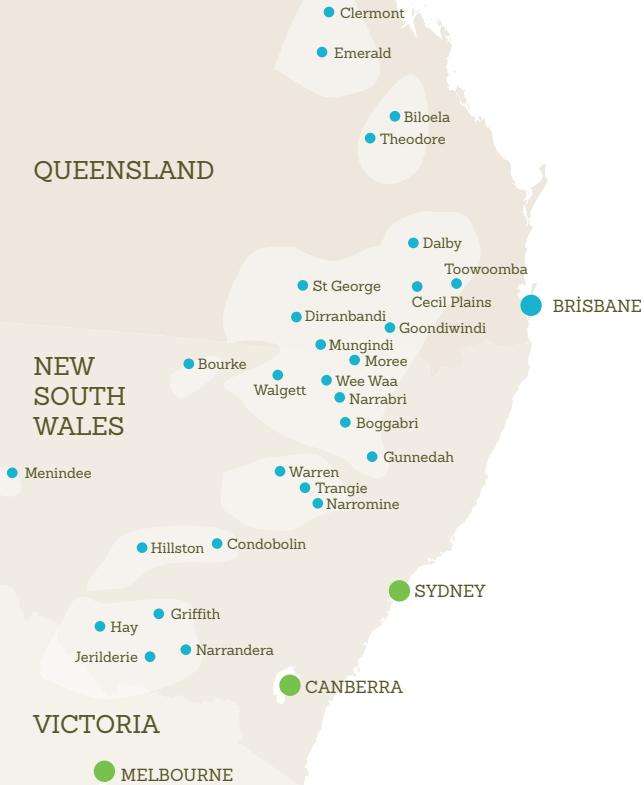 Clermont
Emerald
Biloela
Theodore
QUEENSLAND
Dalby
Toowoomba
St George
Cecil Plains
BRİSBANE
Dirranbandi
Goondiwindi
Mungindi
Moree
Bourke
NEW
SOUTH
WALES
Wee Waa
Walgett
Narrabri
Boggabri
Gunnedah
Menindee
Warren
Trangie
Narromine
Hillston
Condobolin
SYDNEY
Griffith
Hay
Narrandera
Jerilderie
CANBERRA
VICTORIA
MELBOURNE